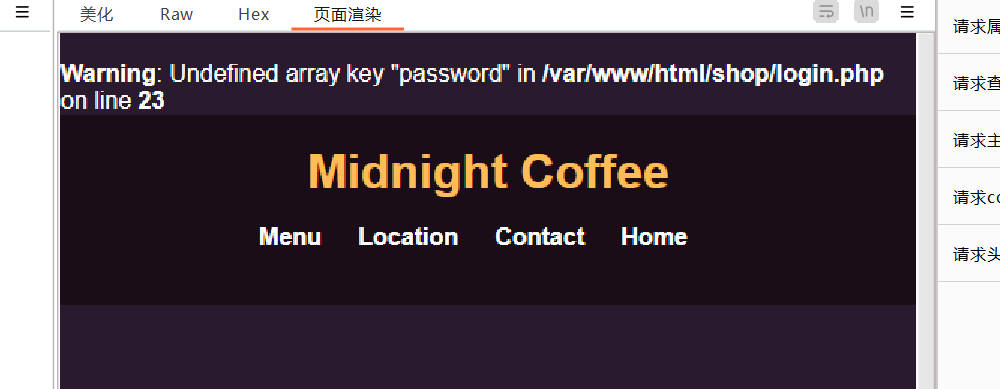 美化 Raw Hex 页面渲染 \n
Warning: Undefined array key "password" in /var/www/html/shop/login.php
on line 23
Midnight Coffee
Menu Location Contact Home
请求属
请求查
请求主
请求co
请求头